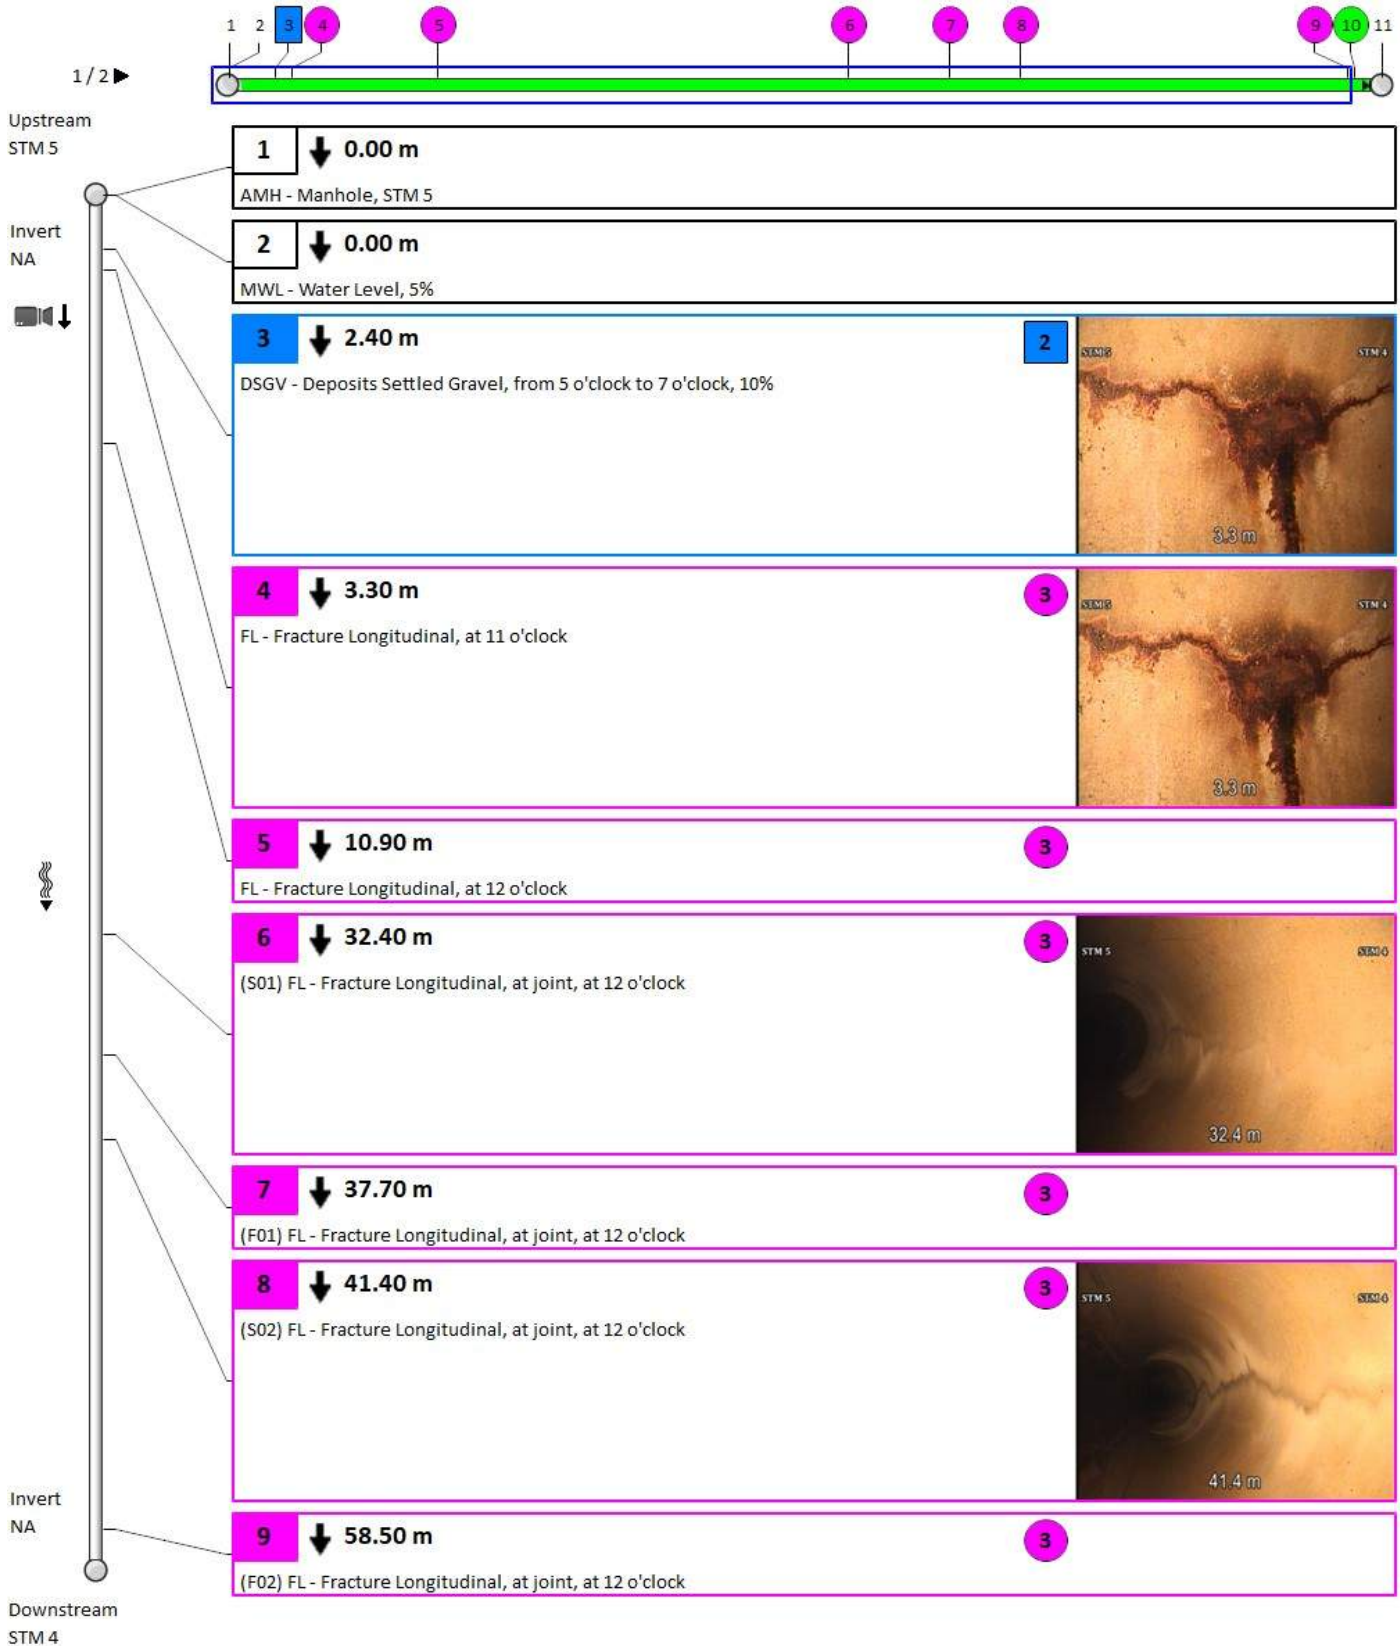 1 2 3 4 5 6 7 8 9 10 11
1 / 2
Upstream
STM 5
1 0.00 m
AMH - Manhole, STM 5
Invert
NA
2 0.00 m
MWL - Water Level, 5%
3 2.40 m 2
DSGV - Deposits Settled Gravel, from 5 o'clock to 7 o'clock, 10%
STM 5 STM 4
3.3 m
4 3.30 m 3
FL - Fracture Longitudinal, at 11 o'clock
STM 5 STM 4
3.3 m
5 10.90 m 3
FL - Fracture Longitudinal, at 12 o'clock
6 32.40 m 3
(S01) FL - Fracture Longitudinal, at joint, at 12 o'clock
STM 5 STM 4
32.4 m
7 37.70 m 3
(F01) FL - Fracture Longitudinal, at joint, at 12 o'clock
8 41.40 m 3
(S02) FL - Fracture Longitudinal, at joint, at 12 o'clock
STM 5 STM 4
41.4 m
Invert
NA
9 58.50 m 3
(F02) FL - Fracture Longitudinal, at joint, at 12 o'clock
Downstream
STM 4